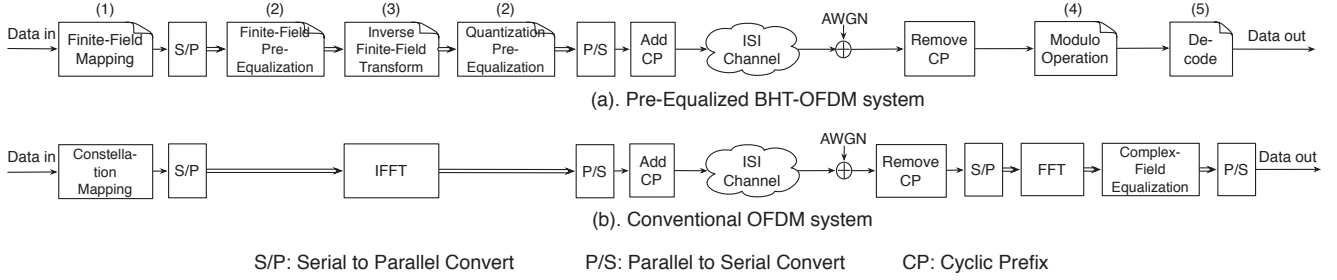 (1) (2) (3) (2) (4) (5)
Data in
Finite-Field
Mapping
S/P
Finite-Field
Pre-
Equalization
Inverse
Finite-Field
Transform
Quantization
Pre-
Equalization
P/S
Add
CP
ISI
Channel
AWGN
Remove
CP
Modulo
Operation
De-
code
Data out
(a). Pre-Equalized BHT-OFDM system
Data in
Constella-
tion
Mapping
S/P
IFFT
P/S
Add
CP
ISI
Channel
AWGN
Remove
CP
S/P
FFT
Complex-
Field
Equalization
P/S
Data out
(b). Conventional OFDM system
S/P: Serial to Parallel Convert P/S: Parallel to Serial Convert CP: Cyclic Prefix